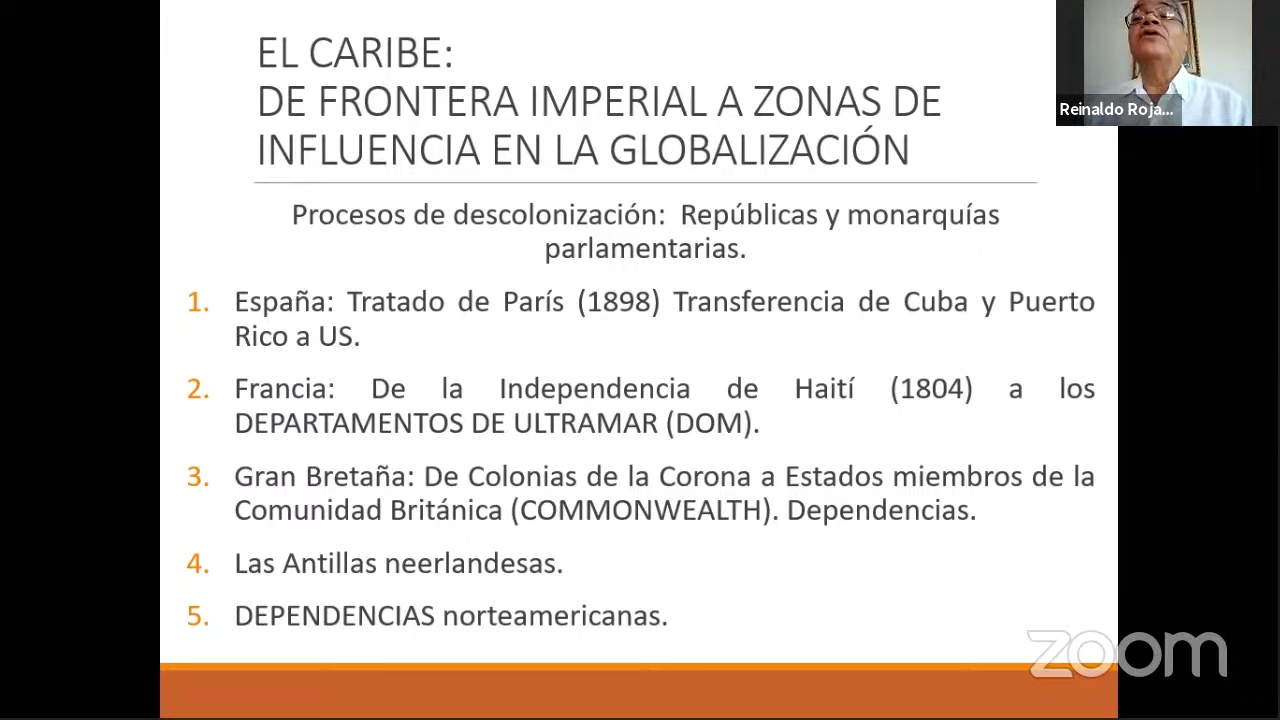 EL CARIBE:
DE FRONTERA IMPERIAL A ZONAS DE
INFLUENCIA EN LA GLOBALIZACIÓN
Reinaldo Roja...
Procesos de descolonización: Repúblicas y monarquías
parlamentarias.
1. España: Tratado de París (1898) Transferencia de Cuba y Puerto
Rico a US.
2. Francia: De la Independencia de Haití (1804) a los
DEPARTAMENTOS DE ULTRAMAR (DOM).
3. Gran Bretaña: De Colonias de la Corona a Estados miembros de la
Comunidad Británica (COMMONWEALTH). Dependencias.
4. Las Antillas neerlandesas.
5. DEPENDENCIAS norteamericanas.
zoom